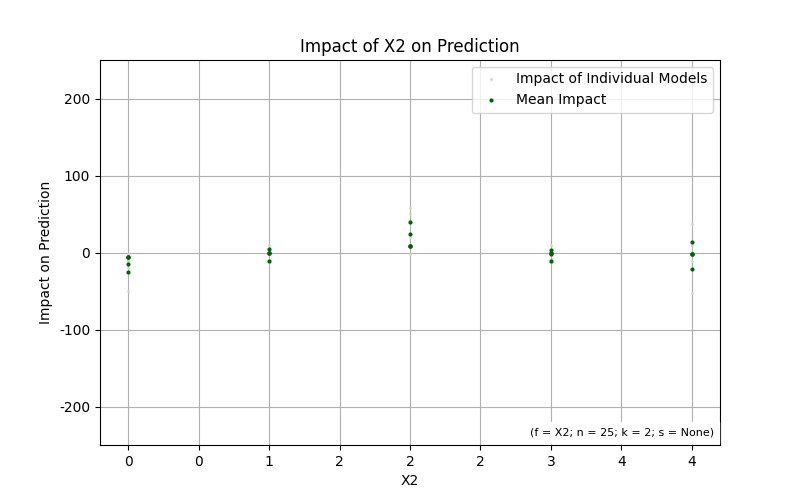 Impact of X2 on Prediction
Impact of Individual Models
Mean Impact
200
100
0
-100
-200
Impact on Prediction
(f = X2; n = 25; k = 2; s = None)
0 0 1 2 2 2 3 4 4
X2